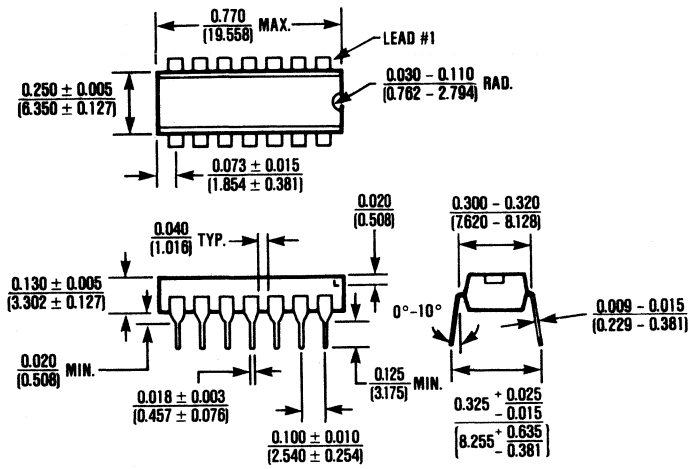 0.770
(19.558) MAX.
LEAD #1
0.250 ± 0.005
(6.350 ± 0.127)
0.030 – 0.110
(0.762 – 2.794) RAD.
0.073 ± 0.015
(1.854 ± 0.381)
0.020
(0.508)
0.300 – 0.320
(7.620 – 8.128)
0.040
(1.016) TYP.
0.130 ± 0.005
(3.302 ± 0.127)
L
0°–10°
0.009 – 0.015
(0.229 – 0.381)
0.020
(0.508) MIN.
0.125
(3.175) MIN.
0.018 ± 0.003
(0.457 ± 0.076)
0.100 ± 0.010
(2.540 ± 0.254)
0.325 + 0.025
– 0.015
(8.255 + 0.635
– 0.381)